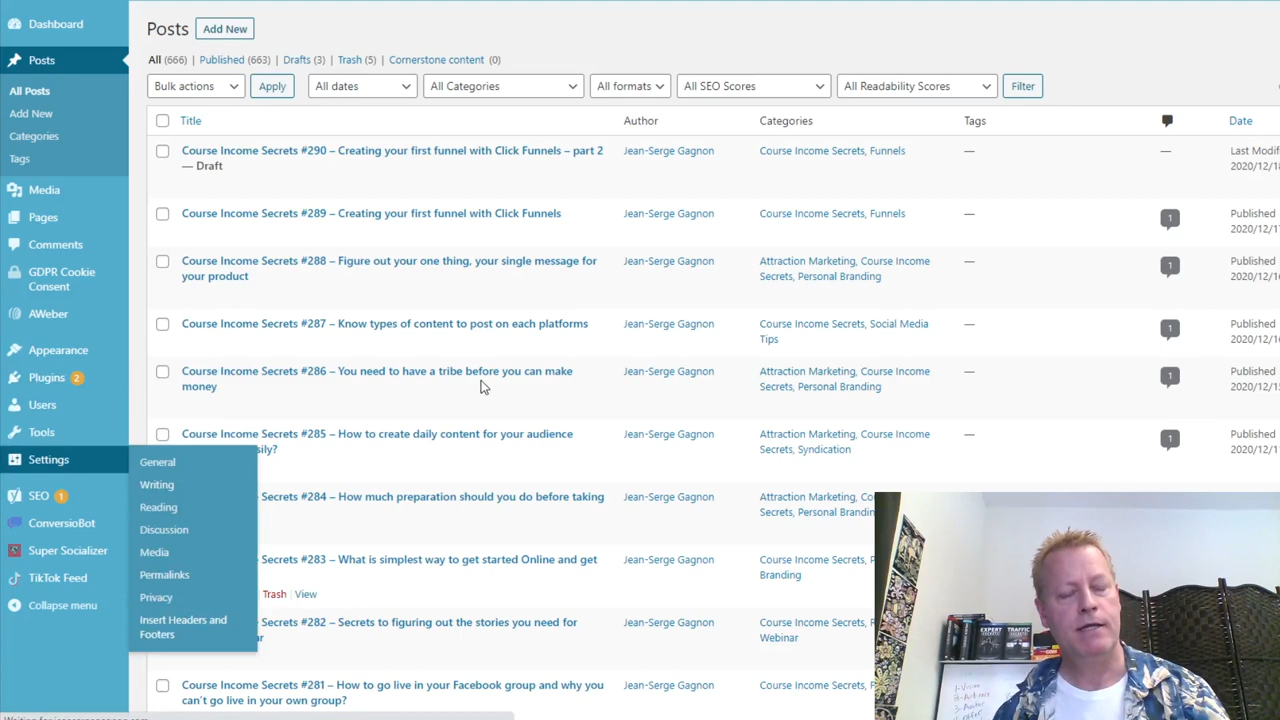 Dashboard
Posts
All Posts
Add New
Categories
Tags
Media
Pages
Comments
GDPR Cookie
Consent
AWeber
Appearance
Plugins 2
Users
Tools
Settings
SEO 1
ConversioBot
Super Socializer
TikTok Feed
Collapse menu
General
Writing
Reading
Discussion
Media
Permalinks
Privacy
Insert Headers and
Footers
Posts Add New
All (666) | Published (663) | Drafts (3) | Trash (5) | Cornerstone content (0)
Bulk actions Apply All dates All Categories All formats All SEO Scores All Readability Scores Filter
Title Author Categories Tags Date
Course Income Secrets #290 – Creating your first funnel with Click Funnels – part 2 Jean-Serge Gagnon Course Income Secrets, Funnels — — Last Modif
— Draft 2020/12/18
Course Income Secrets #289 – Creating your first funnel with Click Funnels Jean-Serge Gagnon Course Income Secrets, Funnels — 1 Published
2020/12/17
Course Income Secrets #288 – Figure out your one thing, your single message for Jean-Serge Gagnon Attraction Marketing, Course Income — 1 Published
your product Secrets, Personal Branding 2020/12/16
Course Income Secrets #287 – Know types of content to post on each platforms Jean-Serge Gagnon Course Income Secrets, Social Media — 1 Published
Tips 2020/12/16
Course Income Secrets #286 – You need to have a tribe before you can make Jean-Serge Gagnon Attraction Marketing, Course Income — 1 Published
money Secrets, Personal Branding 2020/12/15
Course Income Secrets #285 – How to create daily content for your audience Jean-Serge Gagnon Attraction Marketing, Course Income — 1 Published
sily? Secrets, Syndication
Secrets #284 – How much preparation should you do before taking Jean-Serge Gagnon Attraction Marketing, Cou
Secrets, Personal Brandin
Secrets #283 – What is simplest way to get started Online and get Jean-Serge Gagnon Course Income Secrets, P
Branding
Trash | View
Secrets #282 – Secrets to figuring out the stories you need for Jean-Serge Gagnon Course Income Secrets, F
ar Webinar
Course Income Secrets #281 – How to go live in your Facebook group and why you Jean-Serge Gagnon Course Income Secrets, F
can't go live in your own group?
EXPERT
SECRETS
TRAFFIC
SECRETS